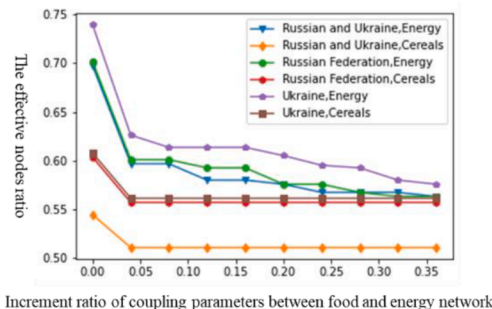 0.75
0.70
0.65
0.60
0.55
0.50
The effective nodes ratio
Russian and Ukraine,Energy
Russian and Ukraine,Cereals
Russian Federation,Energy
Russian Federation,Cereals
Ukraine,Energy
Ukraine,Cereals
0.00 0.05 0.10 0.15 0.20 0.25 0.30 0.35
Increment ratio of coupling parameters between food and energy network